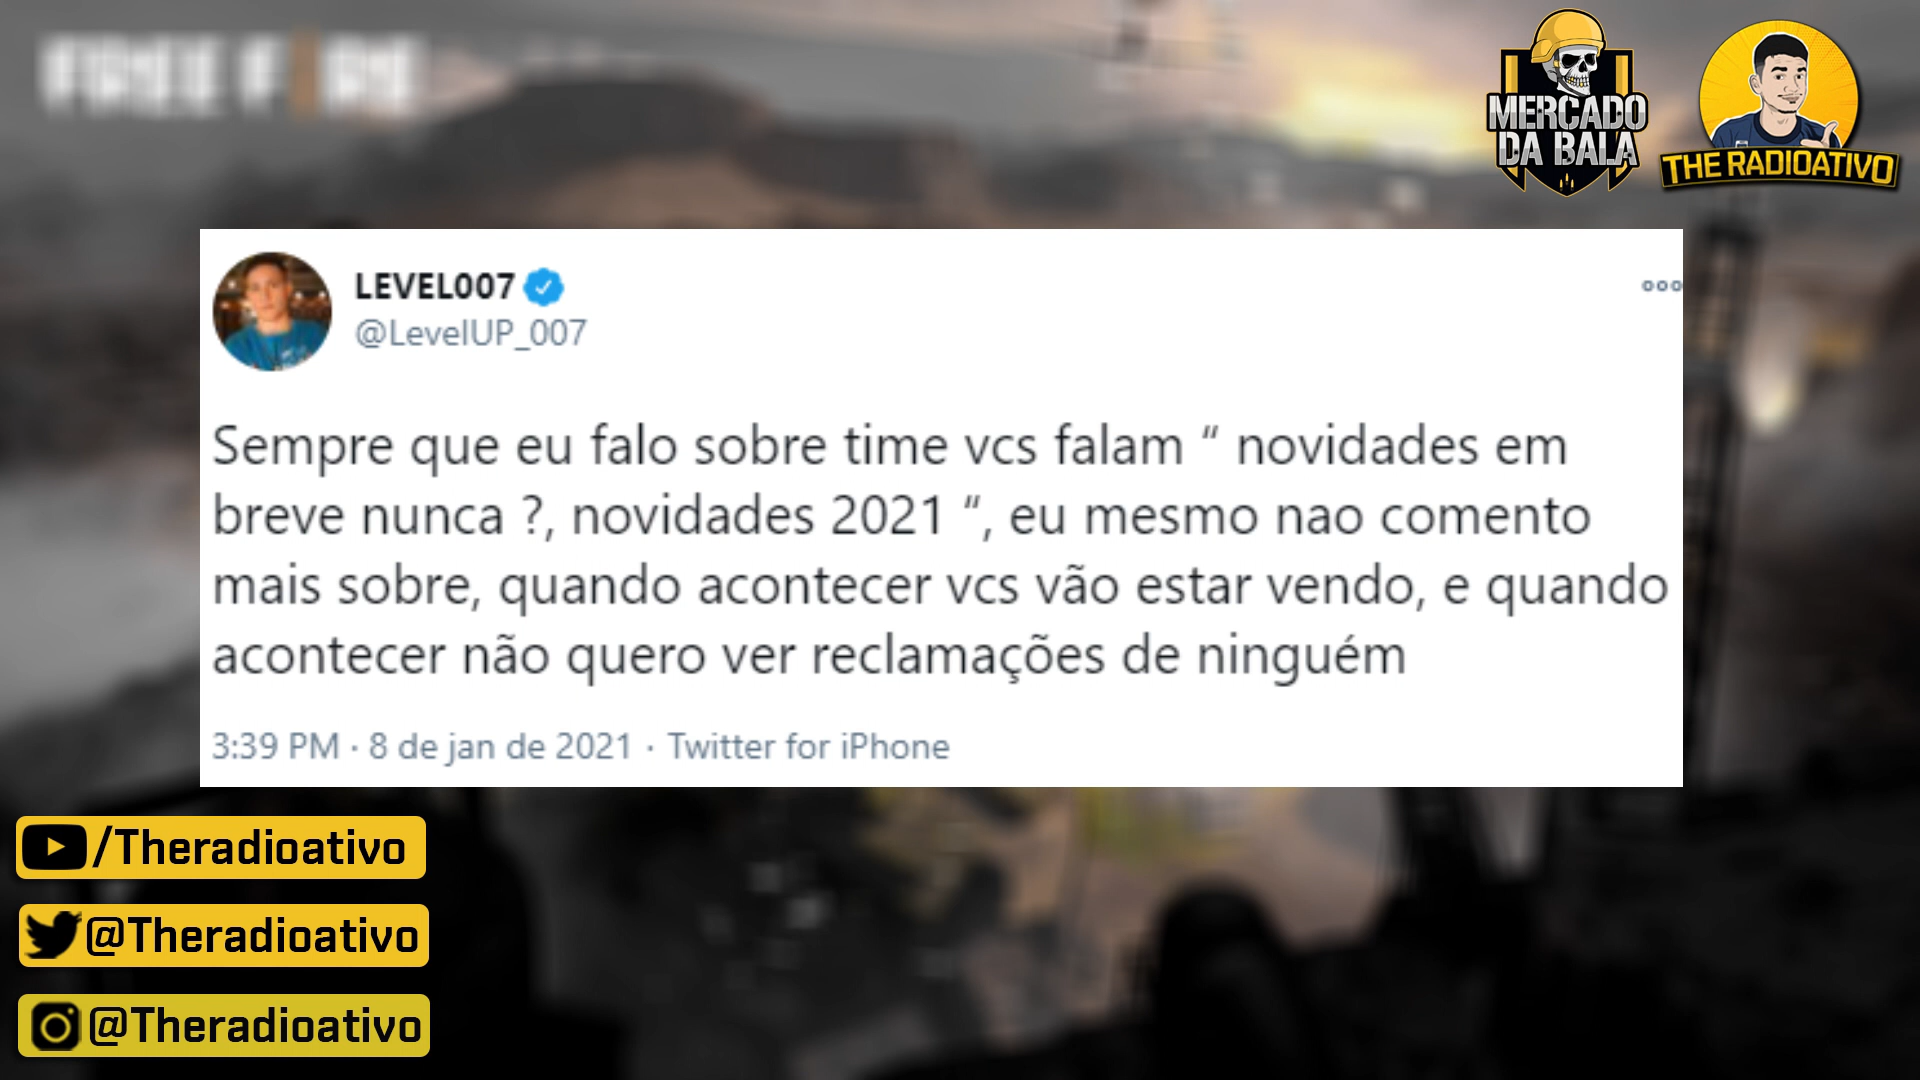 FREE FIRE
MERCADO
DA BALA
THE RADIOATIVO
LEVEL007
@LevelUP_007
Sempre que eu falo sobre time vcs falam “ novidades em
breve nunca ?, novidades 2021 “, eu mesmo nao comento
mais sobre, quando acontecer vcs vão estar vendo, e quando
acontecer não quero ver reclamações de ninguém
3:39 PM · 8 de jan de 2021 · Twitter for iPhone
/Theradioativo
@Theradioativo
@Theradioativo